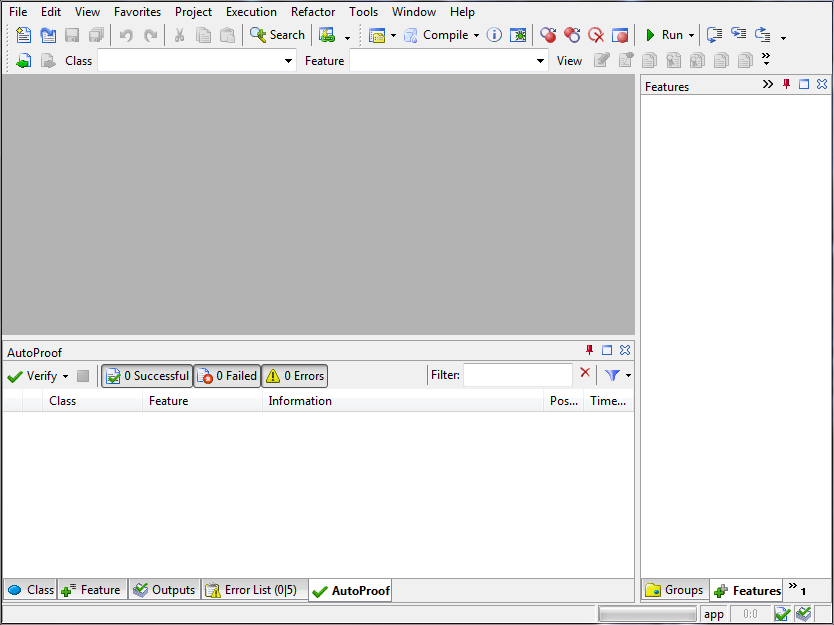 File Edit View Favorites Project Execution Refactor Tools Window Help
Search Compile Run
Class Feature View
Features
AutoProof
Verify 0 Successful 0 Failed 0 Errors Filter:
Class Feature Information Pos... Time...
Class Feature Outputs Error List (0|5) AutoProof Groups Features 1
app 0:0